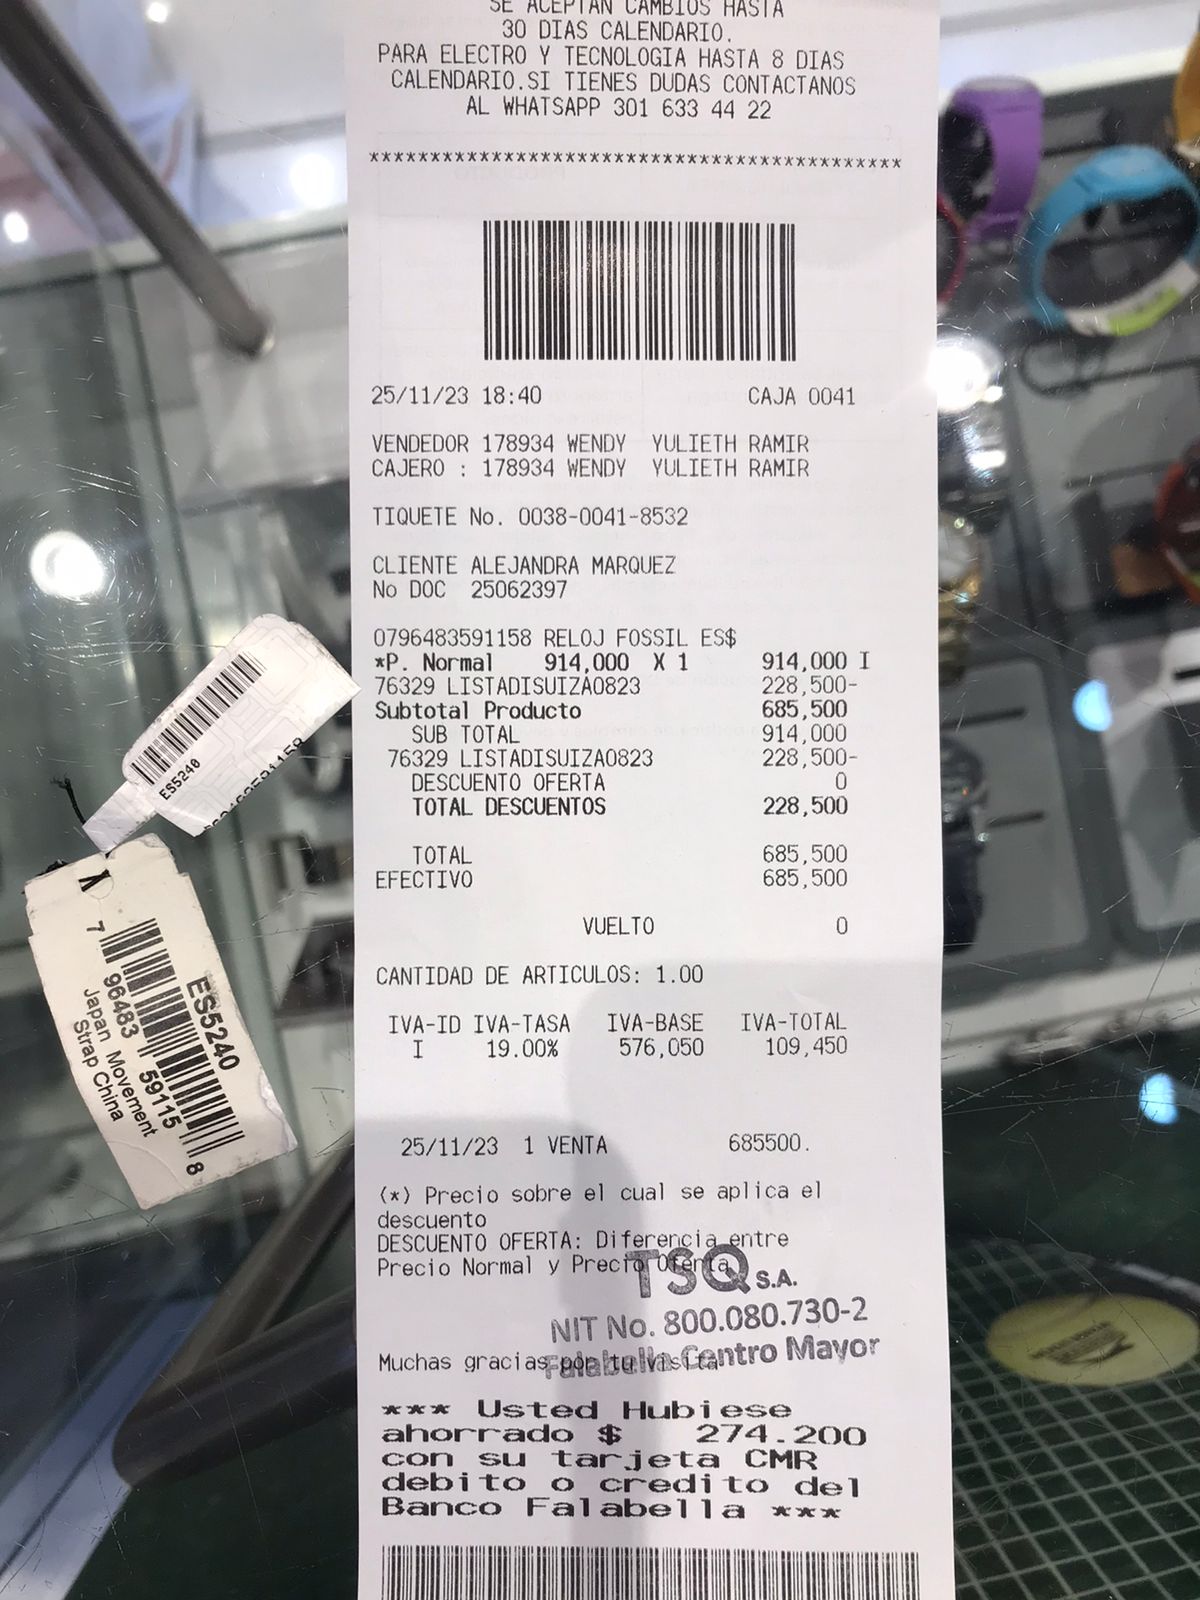 SE ACEPTAN CAMBIOS HASTA
30 DIAS CALENDARIO.
PARA ELECTRO Y TECNOLOGIA HASTA 8 DIAS
CALENDARIO.SI TIENES DUDAS CONTACTANOS
AL WHATSAPP 301 633 44 22
********************************************
25/11/23 18:40 CAJA 0041
VENDEDOR 178934 WENDY YULIETH RAMIR
CAJERO : 178934 WENDY YULIETH RAMIR
TIQUETE No. 0038-0041-8532
CLIENTE ALEJANDRA MARQUEZ
No DOC 25062397
0796483591158 RELOJ FOSSIL ES$
*P. Normal 914,000 X 1 914,000 I
76329 LISTADISUIZA0823 228,500-
Subtotal Producto 685,500
SUB TOTAL 914,000
76329 LISTADISUIZA0823 228,500-
DESCUENTO OFERTA 0
TOTAL DESCUENTOS 228,500
TOTAL 685,500
EFECTIVO 685,500
VUELTO 0
CANTIDAD DE ARTICULOS: 1.00
IVA-ID IVA-TASA IVA-BASE IVA-TOTAL
I 19.00% 576,050 109,450
25/11/23 1 VENTA 685500.
(*) Precio sobre el cual se aplica el
descuento
DESCUENTO OFERTA: Diferencia entre
Precio Normal y Precio Oferta
TSQ S.A.
NIT No. 800.080.730-2
Falabella Centro Mayor
Muchas gracias por tu visita
*** Usted Hubiese
ahorrado $ 274.200
con su tarjeta CMR
debito o credito del
Banco Falabella ***
ES5240
ES5240
7 96483 59115 8
Japan Movement
Strap China